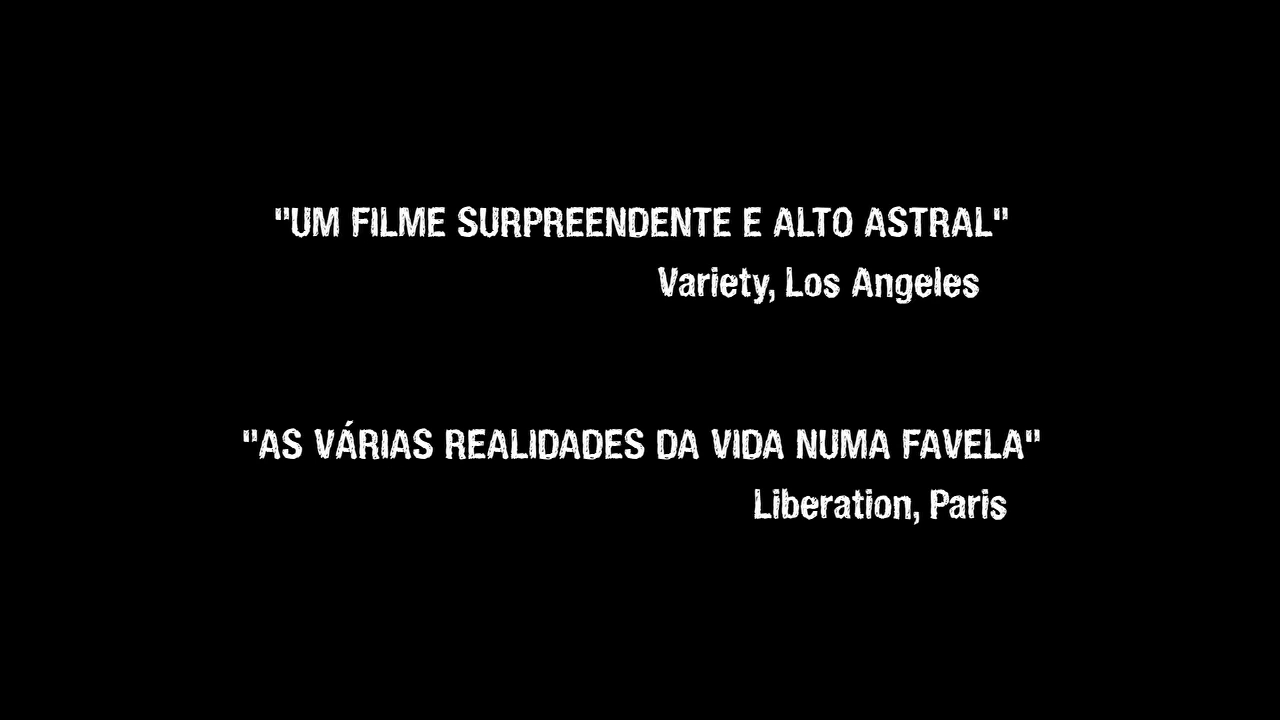 "UM FILME SURPREENDENTE E ALTO ASTRAL"
Variety, Los Angeles
"AS VÁRIAS REALIDADES DA VIDA NUMA FAVELA"
Liberation, Paris